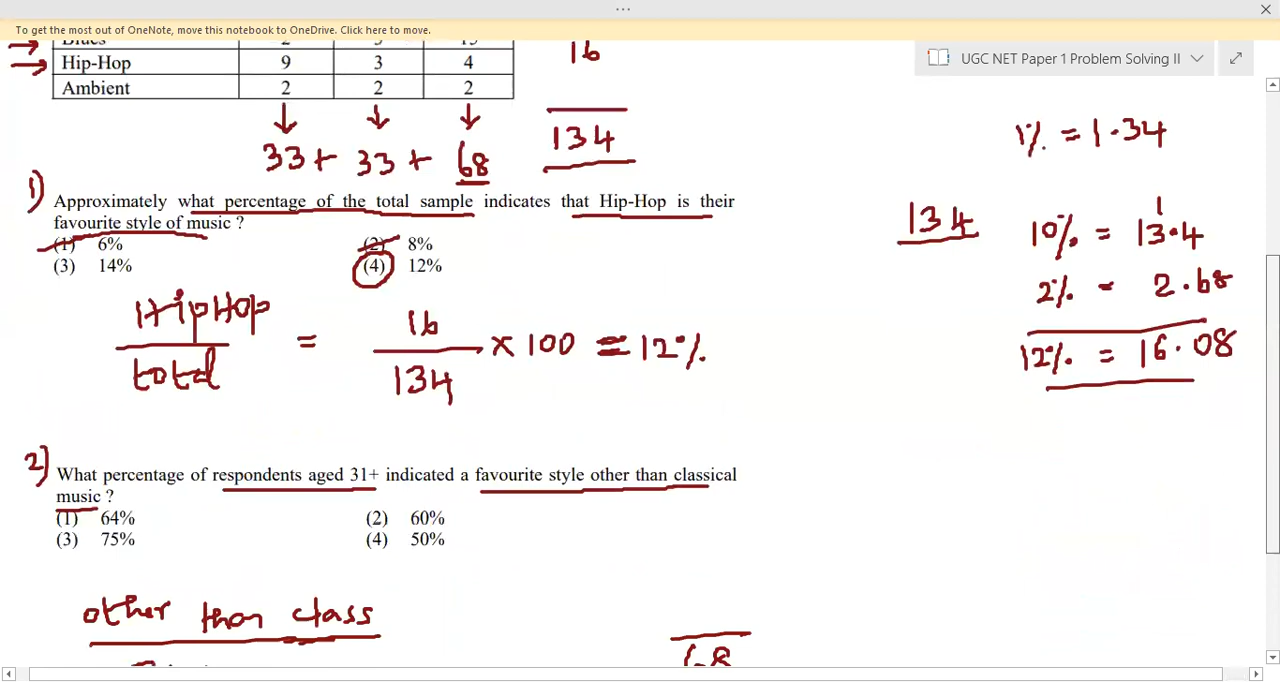 To get the most out of OneNote, move this notebook to OneDrive. Click here to move.
UGC NET Paper 1 Problem Solving II
16
Hip-Hop 9 3 4
Ambient 2 2 2
134
33 + 33 + 68
1% = 1.34
1) Approximately what percentage of the total sample indicates that Hip-Hop is their
favourite style of music ?
(1) 6% (2) 8%
(3) 14% (4) 12%
134
1
10% = 13.4
2% = 2.68
12% = 16.08
HipHop
total
= 16
134
× 100 = 12%
2) What percentage of respondents aged 31+ indicated a favourite style other than classical
music ?
(1) 64% (2) 60%
(3) 75% (4) 50%
other than class
68